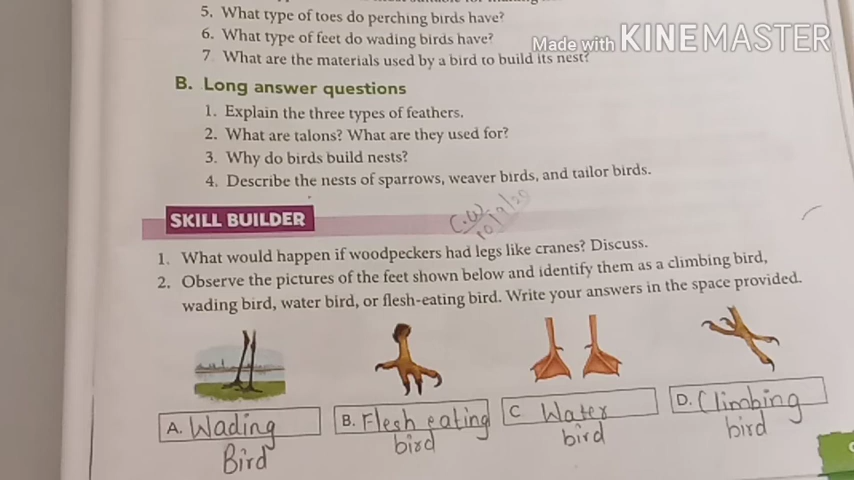 5. What type of toes do perching birds have?
6. What type of feet do wading birds have?
7 What are the materials used by a bird to build its nest?
Made with KINEMASTER
B. Long answer questions
1. Explain the three types of feathers.
2. What are talons? What are they used for?
3. Why do birds build nests?
4. Describe the nests of sparrows, weaver birds, and tailor birds.
SKILL BUILDER
C.W
1. What would happen if woodpeckers had legs like cranes? Discuss.
2. Observe the pictures of the feet shown below and identify them as a climbing bird,
wading bird, water bird, or flesh-eating bird. Write your answers in the space provided.
A. Wading
Bird
B. Flesh eating
bird
C Water
bird
D. Climbing
bird